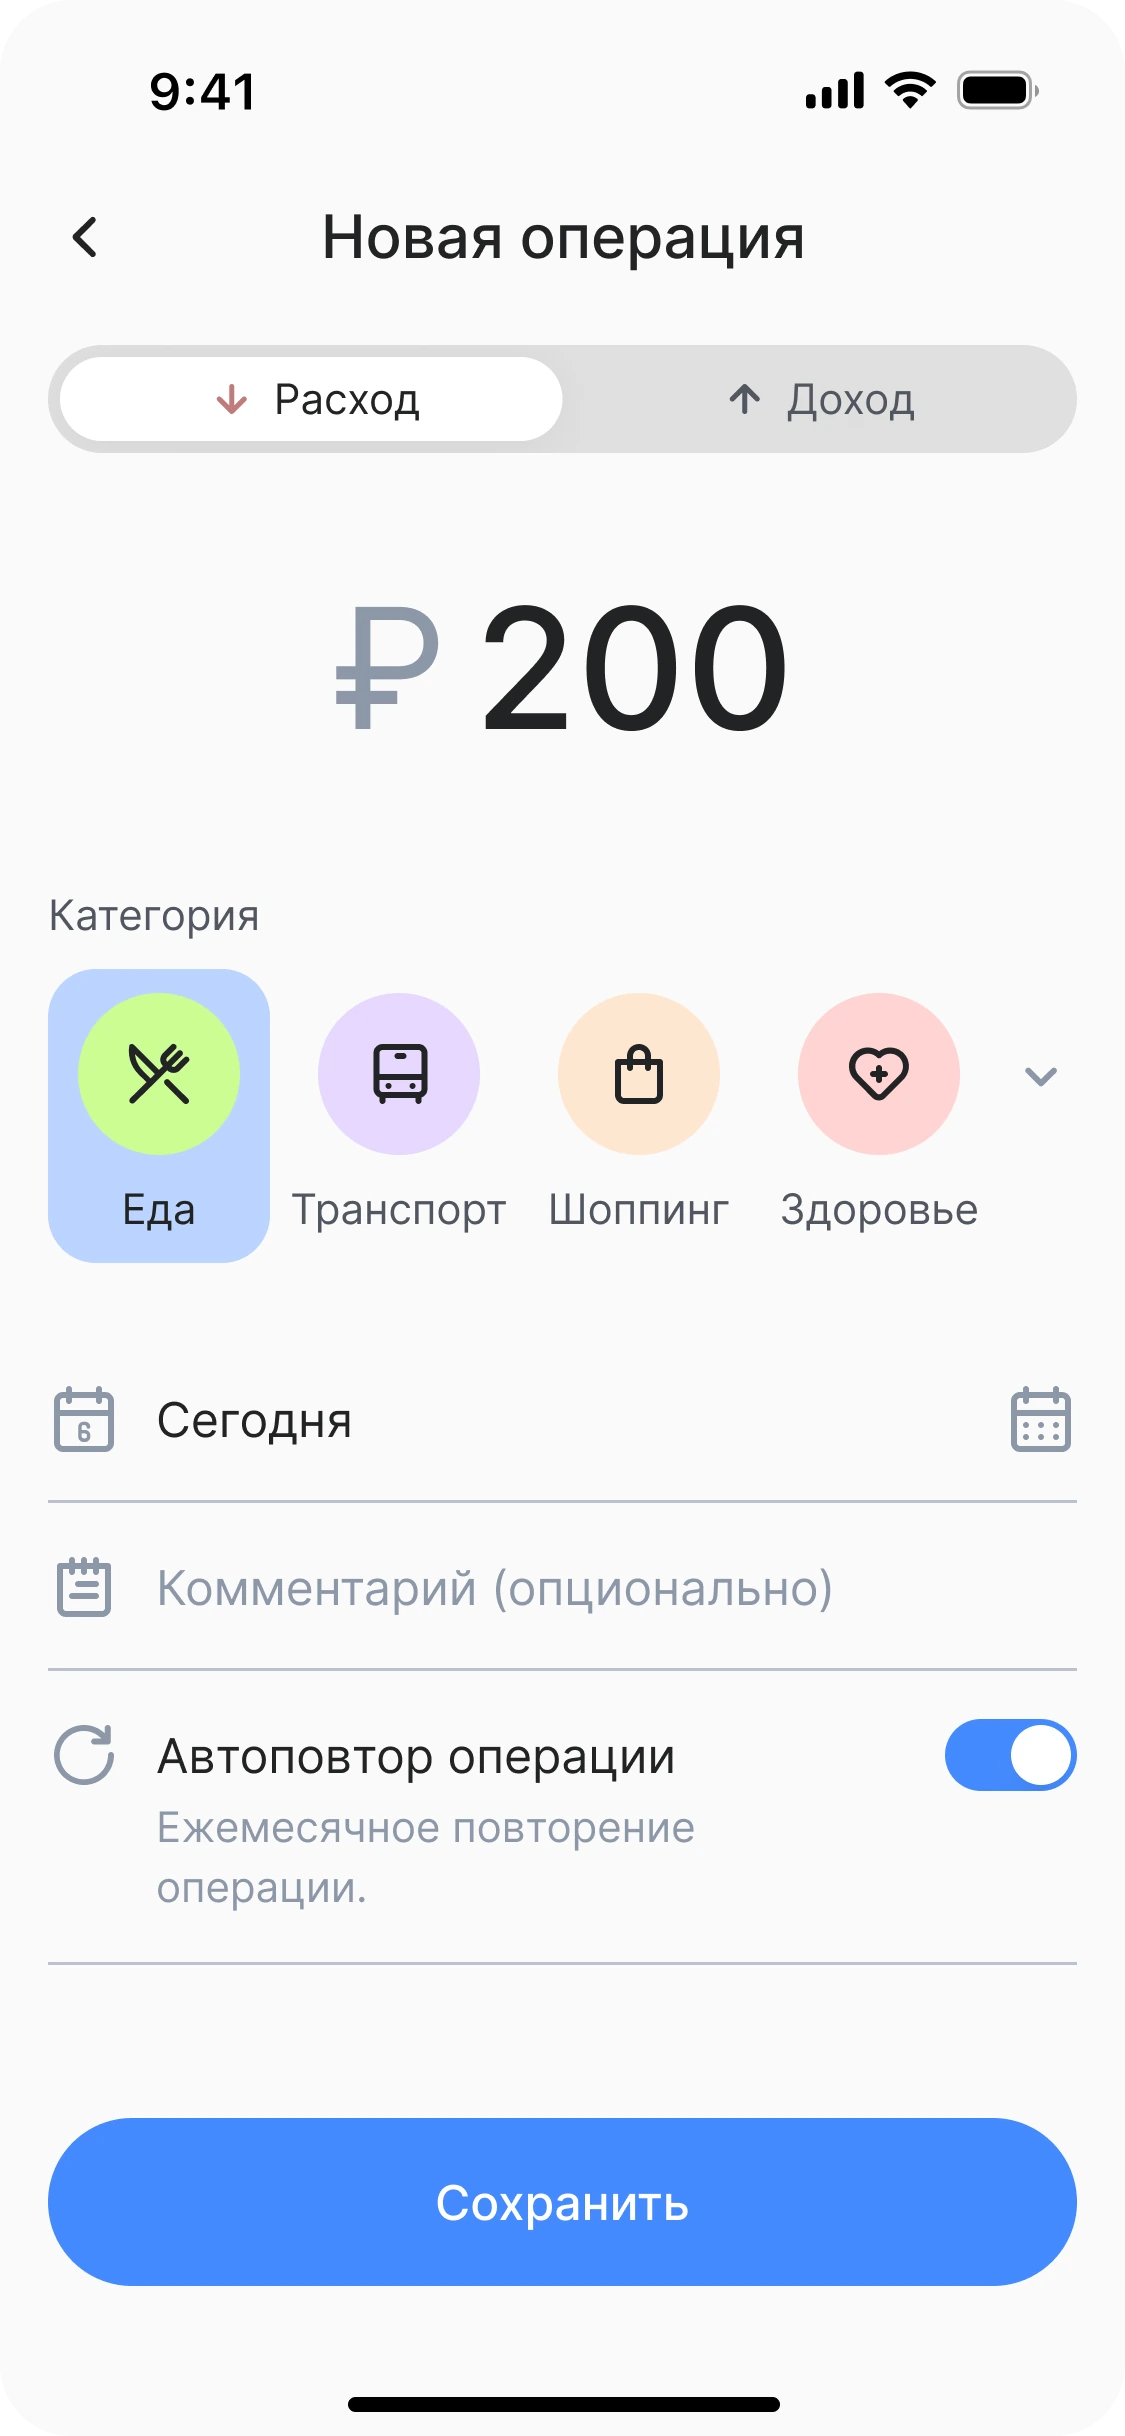 9:41
Новая операция
Расход
Доход
₽ 200
Категория
Еда
Транспорт
Шоппинг
Здоровье
6
Сегодня
Комментарий (опционально)
Автоповтор операции
Ежемесячное повторение
операции.
Сохранить